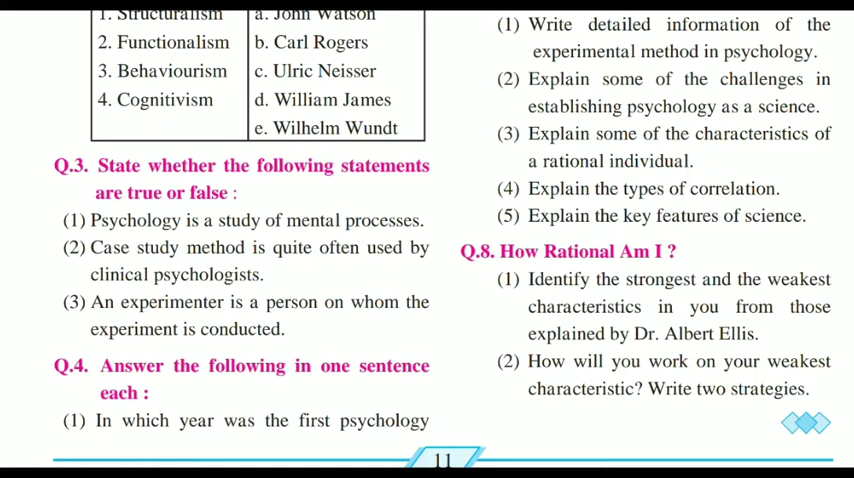 1. Structuralism a. John Watson
2. Functionalism b. Carl Rogers
3. Behaviourism c. Ulric Neisser
4. Cognitivism d. William James
e. Wilhelm Wundt
Q.3. State whether the following statements
are true or false :
(1) Psychology is a study of mental processes.
(2) Case study method is quite often used by
clinical psychologists.
(3) An experimenter is a person on whom the
experiment is conducted.
Q.4. Answer the following in one sentence
each :
(1) In which year was the first psychology
(1) Write detailed information of the
experimental method in psychology.
(2) Explain some of the challenges in
establishing psychology as a science.
(3) Explain some of the characteristics of
a rational individual.
(4) Explain the types of correlation.
(5) Explain the key features of science.
Q.8. How Rational Am I ?
(1) Identify the strongest and the weakest
characteristics in you from those
explained by Dr. Albert Ellis.
(2) How will you work on your weakest
characteristic? Write two strategies.
11